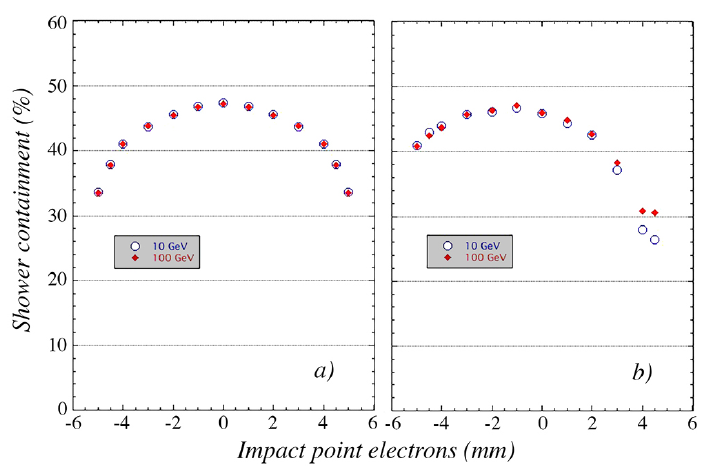 Shower containment (%)
60
50
40
30
20
10
0
10 GeV
100 GeV
a)
-6 -4 -2 0 2 4 6
10 GeV
100 GeV
b)
-6 -4 -2 0 2 4 6
Impact point electrons (mm)